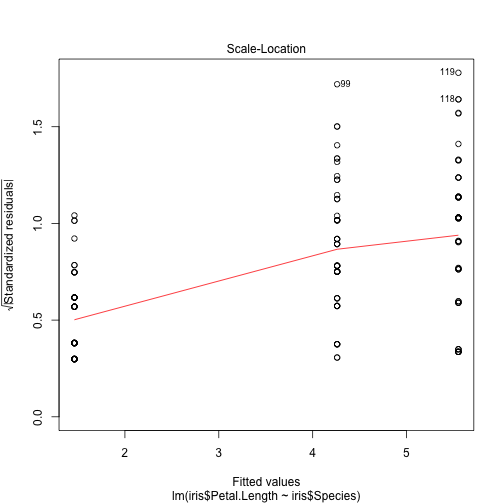 Scale-Location
√|Standardized residuals|
1.5
1.0
0.5
0.0
119
99
118
2 3 4 5
Fitted values
lm(iris$Petal.Length ~ iris$Species)